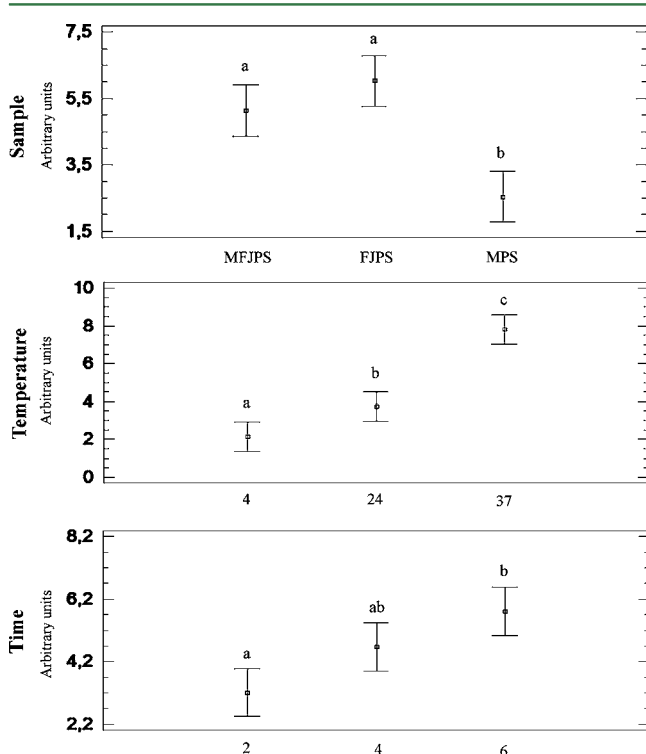 7,5
a
a
5,5
b
3,5
1,5
Sample
Arbitrary units
MFJPS FJPS MPS
10
c
8
b
6
a
4
2
0
Temperature
Arbitrary units
4 24 37
8,2
b
6,2
ab
a
4,2
2,2
Time
Arbitrary units
2 4 6